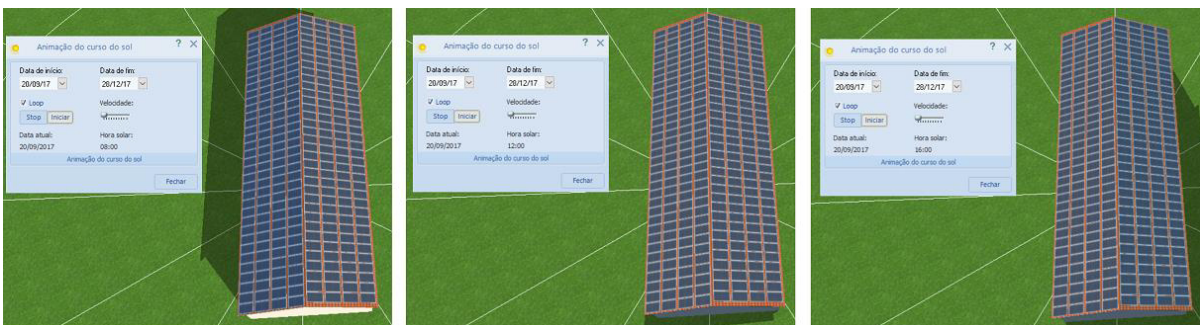 Animação do curso do sol ? ×
Data de início: Data de fim:
20/09/17 28/12/17
Loop Velocidade:
Stop Iniciar
Data atual: Hora solar:
20/09/2017 08:00
Animação do curso do sol
Fechar
Animação do curso do sol ? ×
Data de início: Data de fim:
20/09/17 28/12/17
Loop Velocidade:
Stop Iniciar
Data atual: Hora solar:
20/09/2017 12:00
Animação do curso do sol
Fechar
Animação do curso do sol ? ×
Data de início: Data de fim:
20/09/17 28/12/17
Loop Velocidade:
Stop Iniciar
Data atual: Hora solar:
20/09/2017 16:00
Animação do curso do sol
Fechar